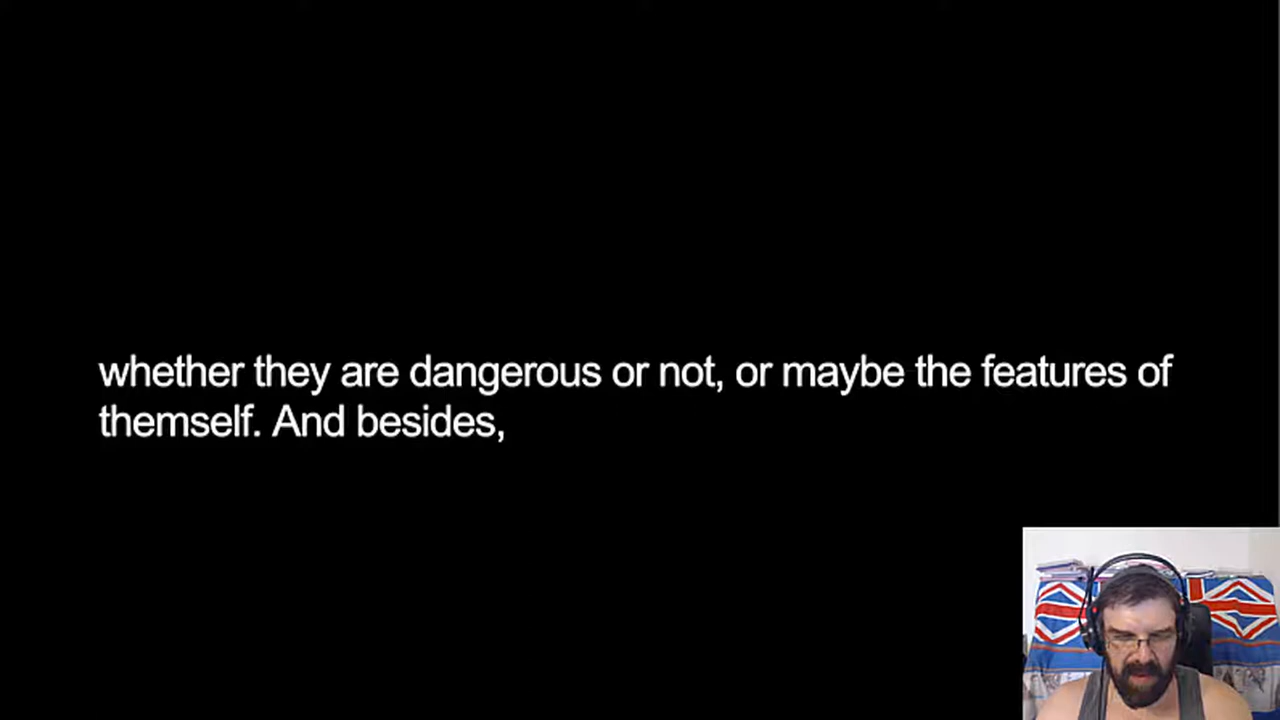 whether they are dangerous or not, or maybe the features of
themself. And besides,